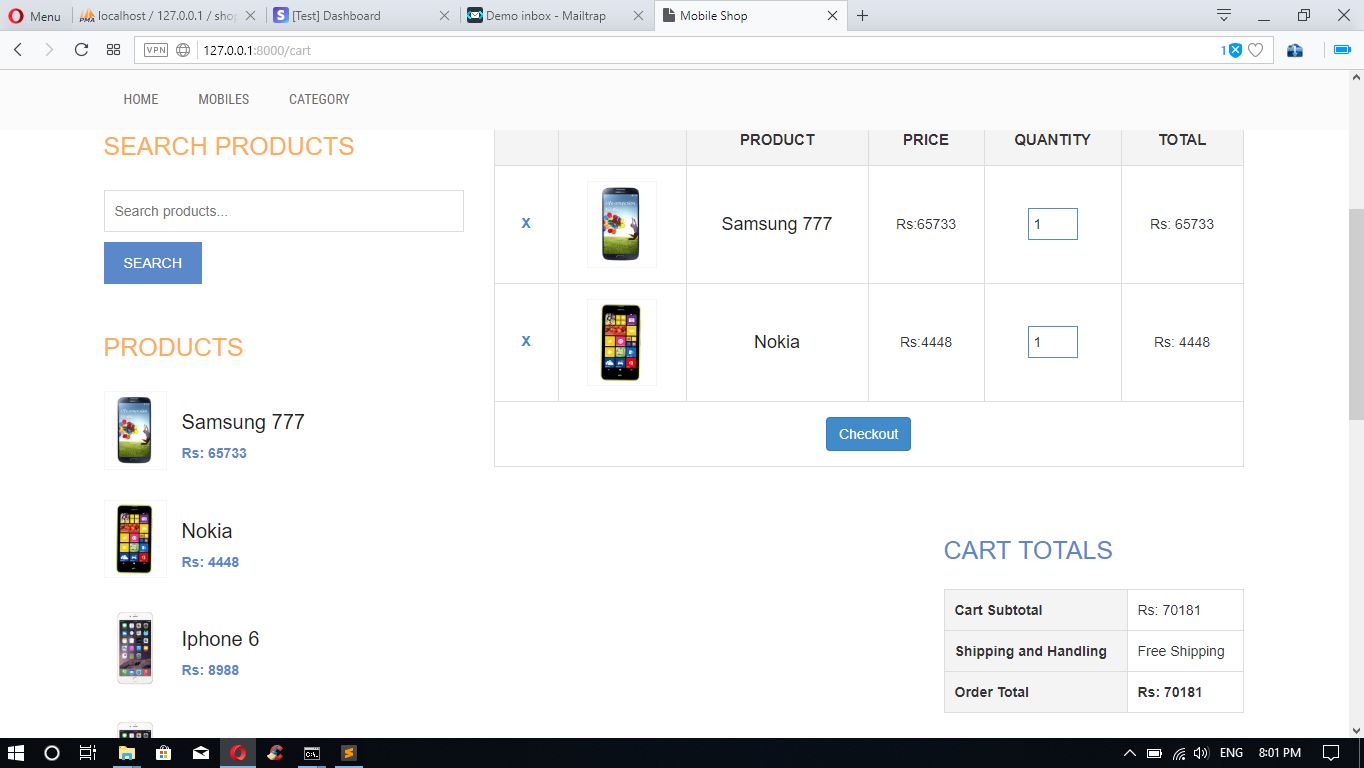 Menu
localhost / 127.0.0.1 / shop
[Test] Dashboard
Demo inbox - Mailtrap
Mobile Shop
VPN
127.0.0.1:8000/cart
1
HOME
MOBILES
CATEGORY
SEARCH PRODUCTS
Search products...
SEARCH
PRODUCTS
Samsung 777
Rs: 65733
Nokia
Rs: 4448
Iphone 6
Rs: 8988
PRODUCT PRICE QUANTITY TOTAL
X Samsung 777 Rs:65733 1 Rs: 65733
X Nokia Rs:4448 1 Rs: 4448
Checkout
CART TOTALS
Cart Subtotal Rs: 70181
Shipping and Handling Free Shipping
Order Total Rs: 70181
ENG
8:01 PM